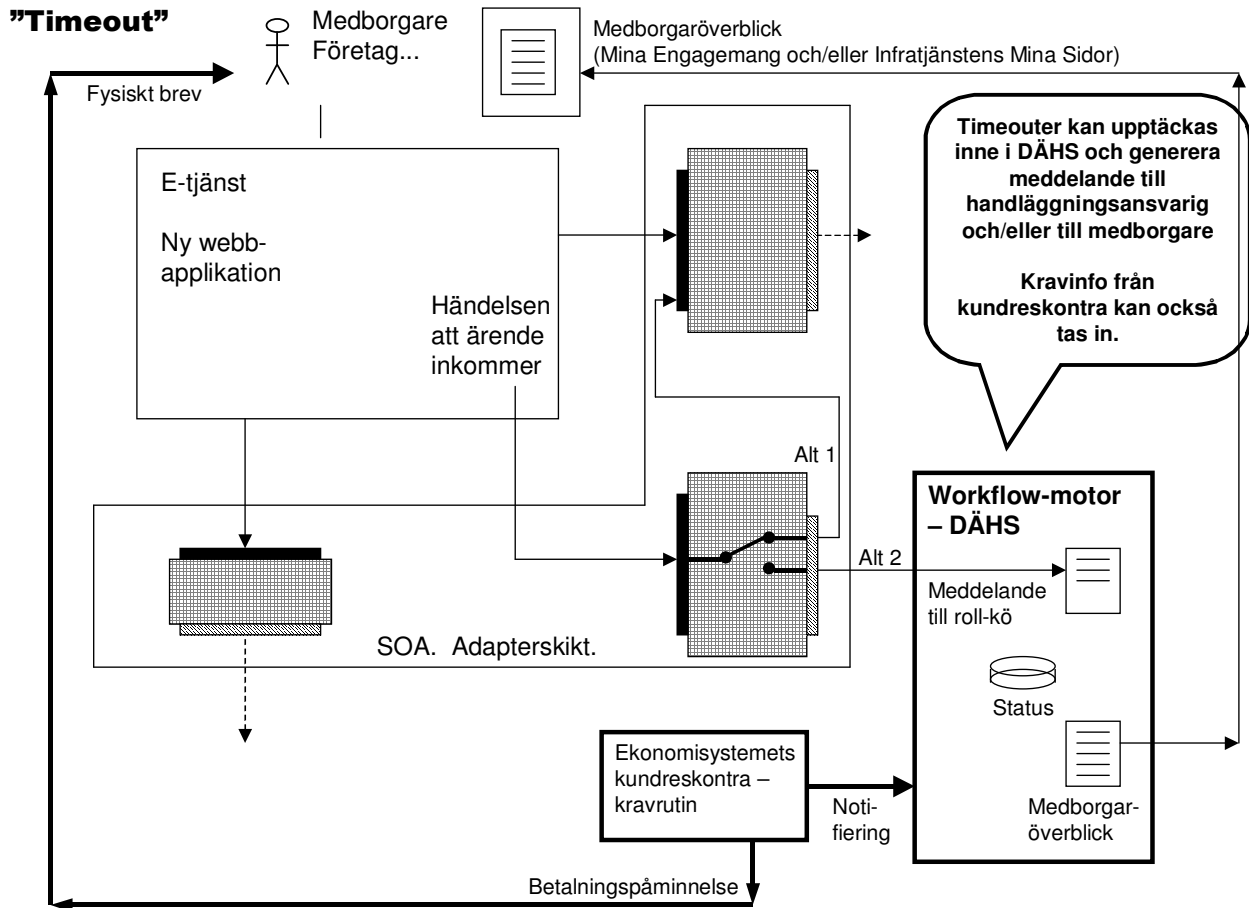 ”Timeout”
Medborgare
Företag...
Medborgaröverblick
(Mina Engagemang och/eller Infratjänstens Mina Sidor)
Fysiskt brev
Timeouter kan upptäckas
inne i DÄHS och generera
meddelande till
handläggningsansvarig
och/eller till medborgare
Kravinfo från
kundreskontra kan också
tas in.
E-tjänst
Ny webb-
applikation
Händelsen
att ärende
inkommer
Alt 1
Alt 2
Workflow-motor
– DÄHS
Meddelande
till roll-kö
Status
Medborgar-
överblick
SOA.  Adapterskikt.
Ekonomisystemets
kundreskontra –
kravrutin
Noti-
fiering
Betalningspåminnelse